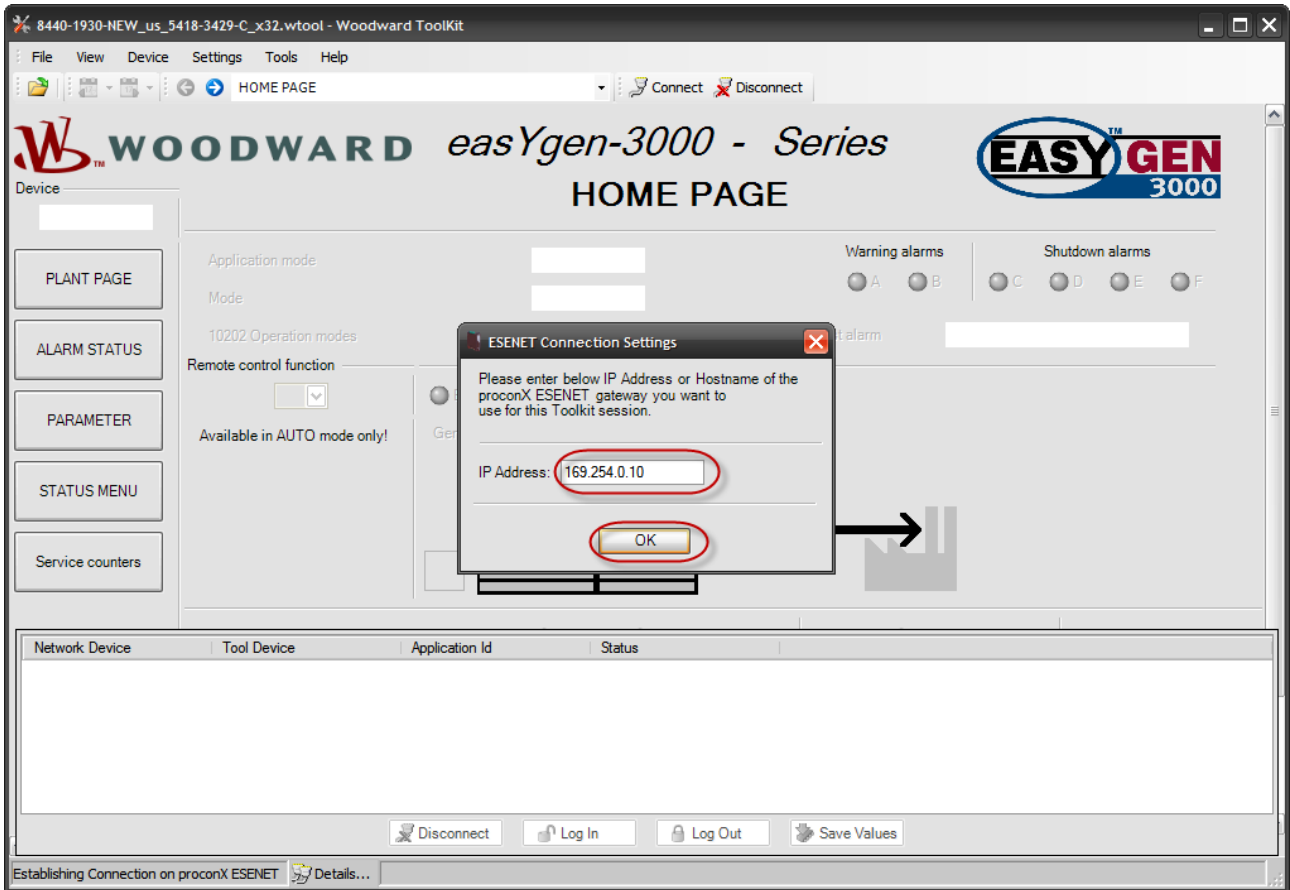 8440-1930-NEW_us_5418-3429-C_x32.wtool - Woodward ToolKit
File View Device Settings Tools Help
HOME PAGE Connect Disconnect
WOODWARD easYgen-3000 - Series EASYGEN TM 3000
Device HOME PAGE
PLANT PAGE
ALARM STATUS
PARAMETER
STATUS MENU
Service counters
Application mode
Mode
10202 Operation modes
Remote control function
Available in AUTO mode only!
Warning alarms Shutdown alarms
A B C D E F
alarm
ESENET Connection Settings
Please enter below IP Address or Hostname of the
proconX ESENET gateway you want to
use for this Toolkit session.
IP Address: 169.254.0.10
OK
Network Device Tool Device Application Id Status
Disconnect Log In Log Out Save Values
Establishing Connection on proconX ESENET Details...